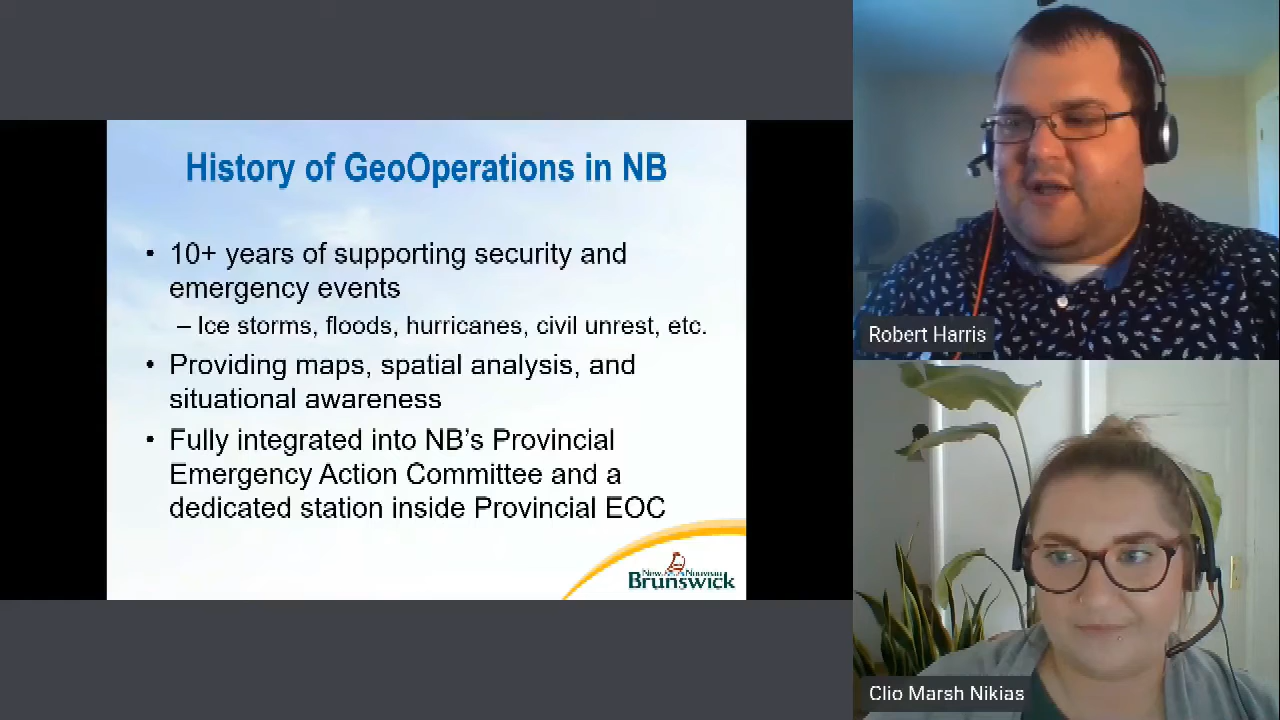 History of GeoOperations in NB
• 10+ years of supporting security and
emergency events
– Ice storms, floods, hurricanes, civil unrest, etc.
• Providing maps, spatial analysis, and
situational awareness
• Fully integrated into NB's Provincial
Emergency Action Committee and a
dedicated station inside Provincial EOC
New Nouveau
Brunswick
Robert Harris
Clio Marsh Nikias